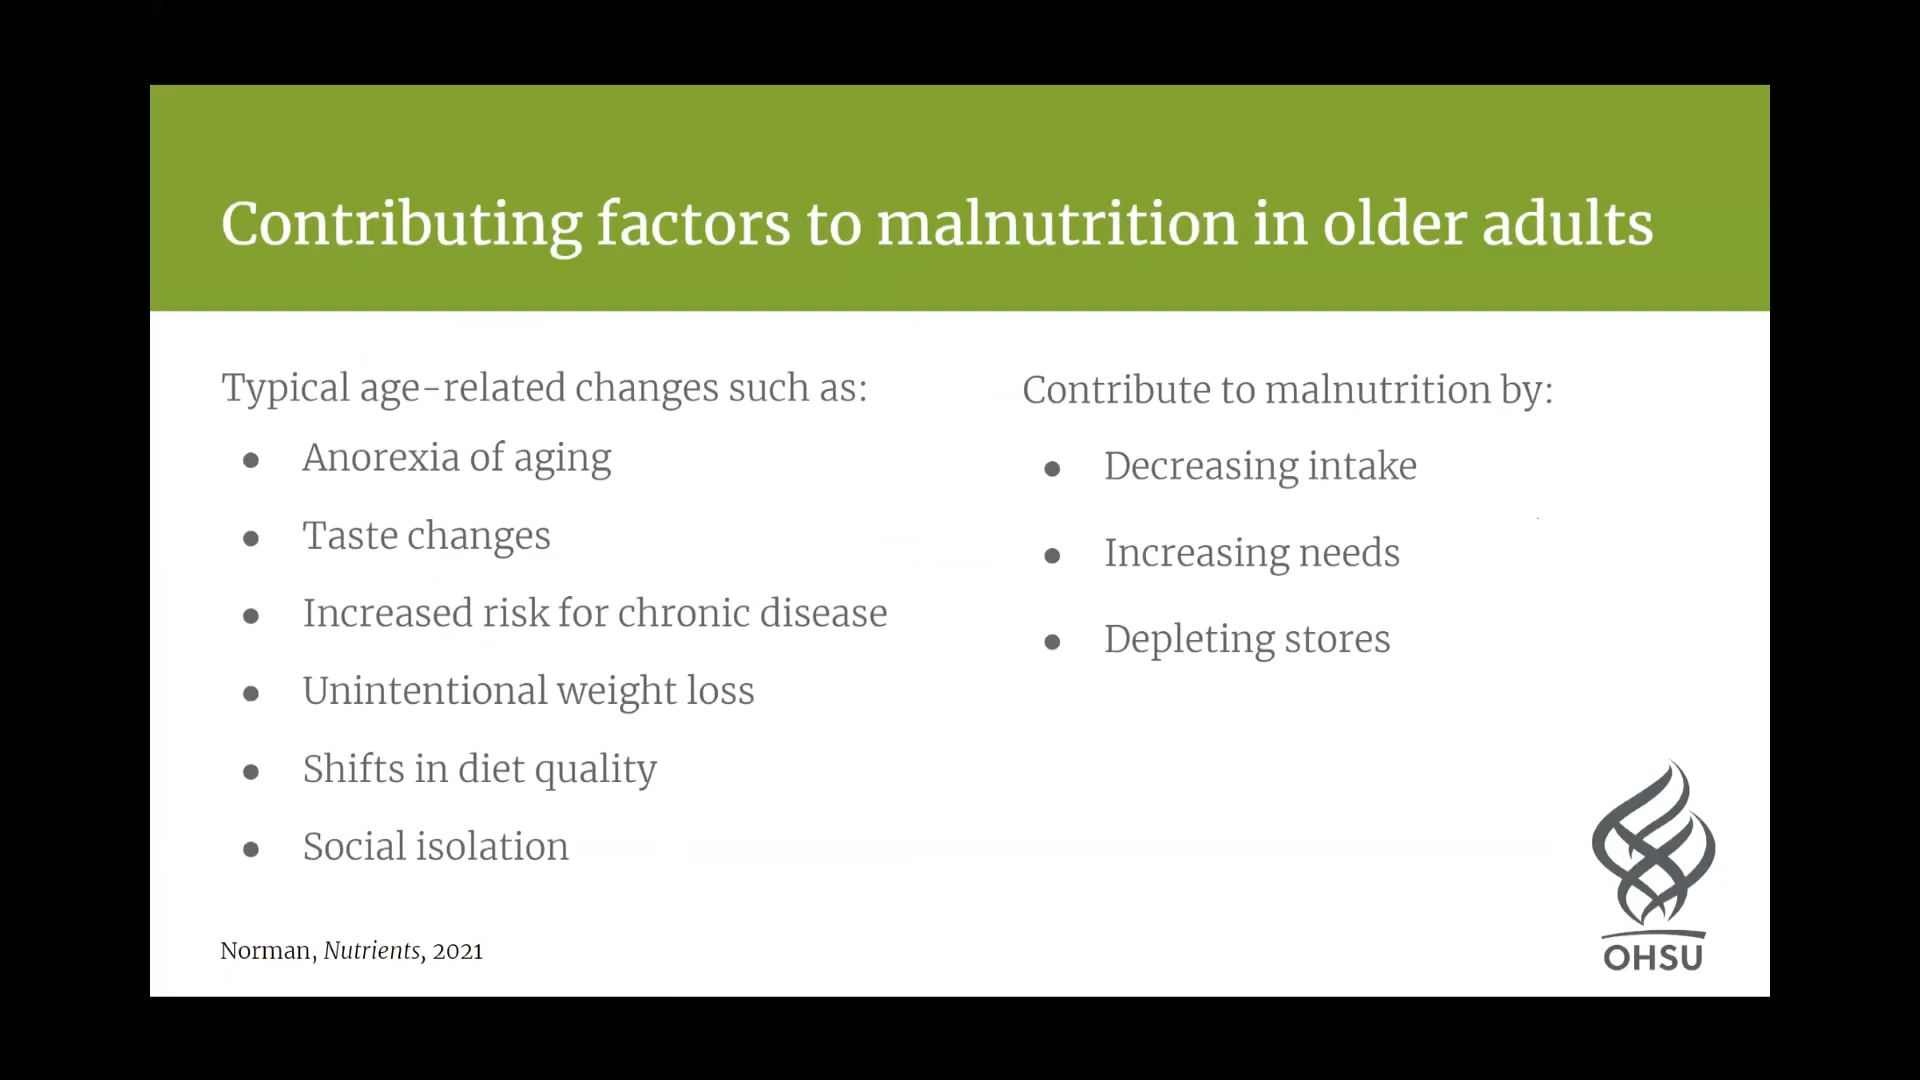 Contributing factors to malnutrition in older adults
Typical age-related changes such as:
● Anorexia of aging
● Taste changes
● Increased risk for chronic disease
● Unintentional weight loss
● Shifts in diet quality
● Social isolation
Contribute to malnutrition by:
● Decreasing intake
● Increasing needs
● Depleting stores
Norman, Nutrients, 2021
OHSU